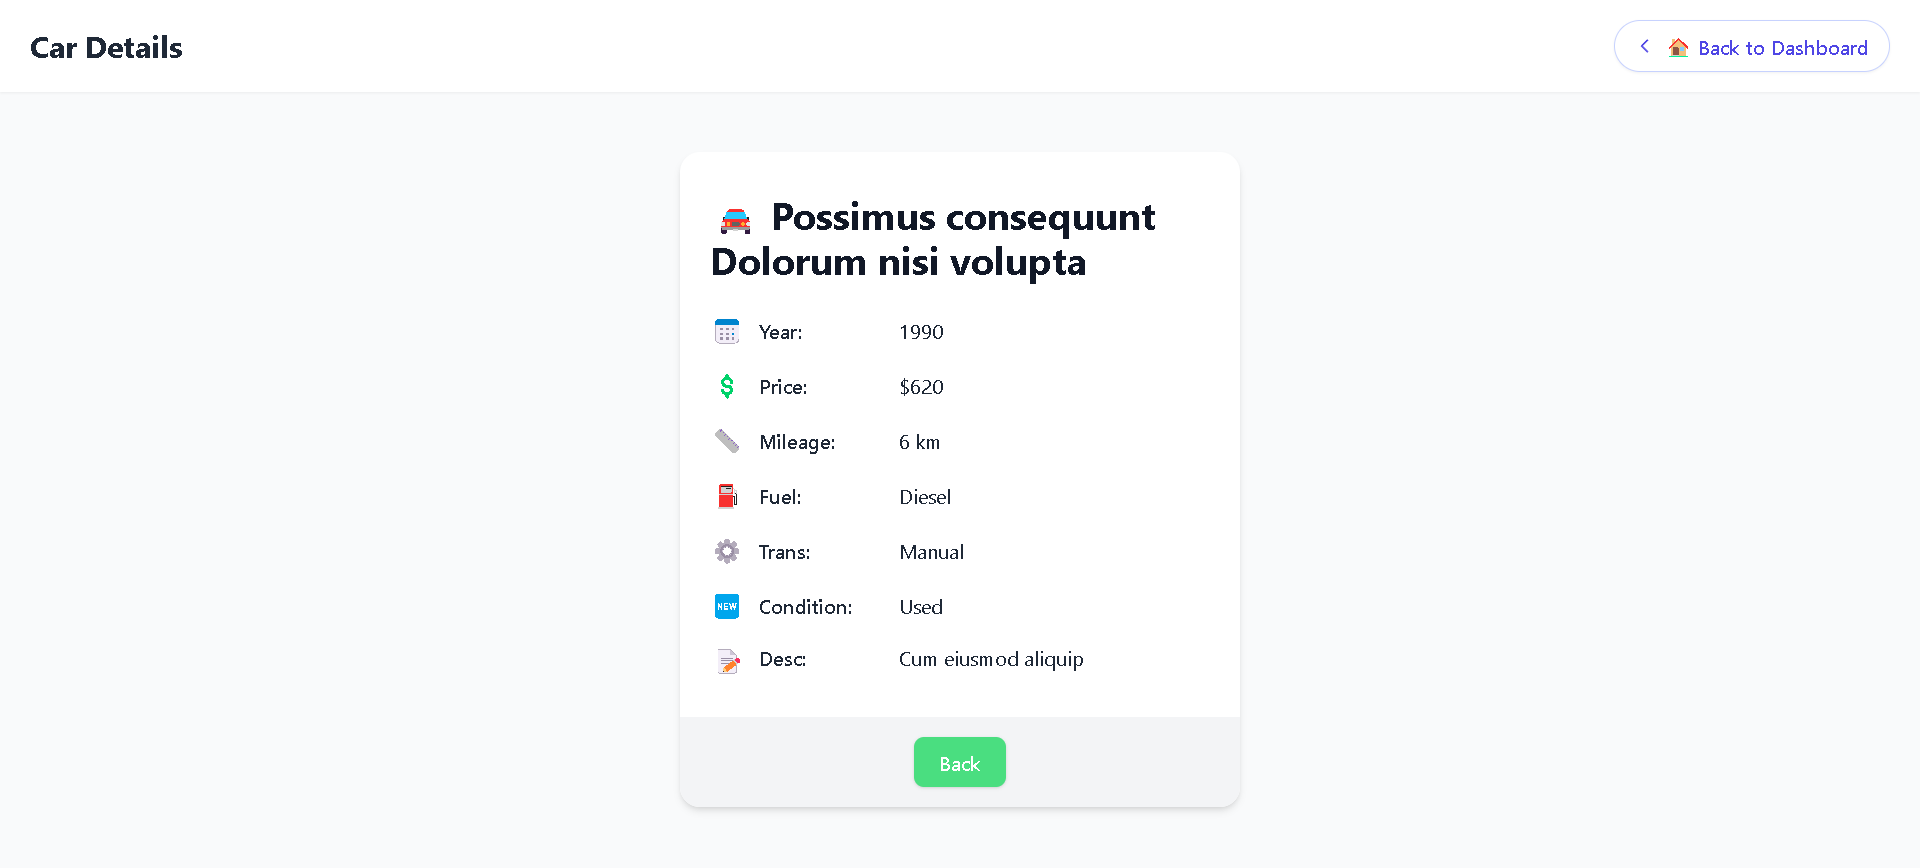 Car Details
Back to Dashboard
Possimus consequunt
Dolorum nisi volupta
Year: 1990
Price: $620
Mileage: 6 km
Fuel: Diesel
Trans: Manual
NEW Condition: Used
Desc: Cum eiusmod aliquip
Back